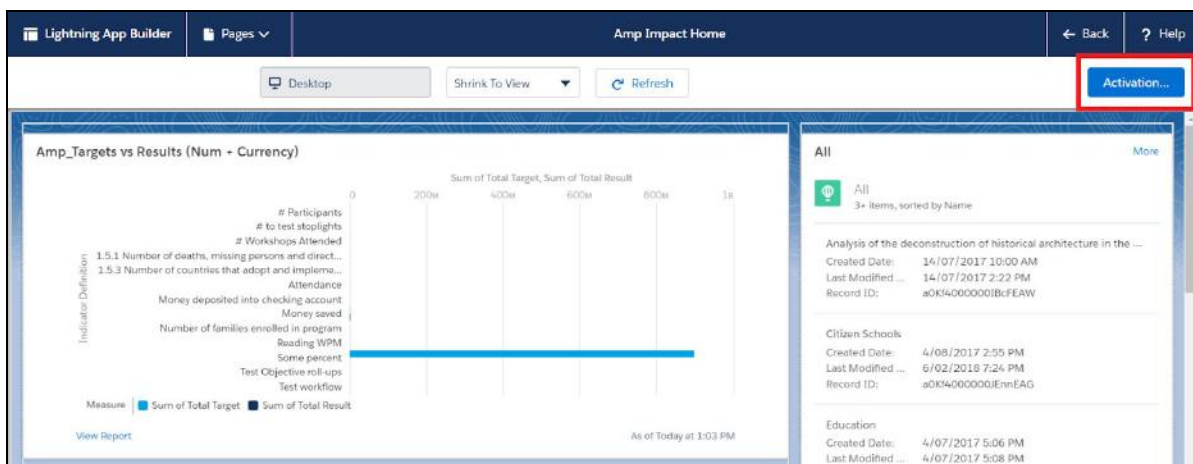 Lightning App Builder
Pages
Amp Impact Home
Back
? Help
Desktop
Shrink To View
Refresh
Activation...
Amp_Targets vs Results (Num + Currency)
Sum of Total Target, Sum of Total Result
0 200M 400M 600M 800M 1B
Indicator Definition
# Participants
# to test stoplights
# Workshops Attended
1.5.1 Number of deaths, missing persons and direct...
1.5.3 Number of countries that adopt and impleme...
Attendance
Money deposited into checking account
Money saved
Number of families enrolled in program
Reading WPM
Some percent
Test Objective roll-ups
Test workflow
Measure Sum of Total Target Sum of Total Result
View Report
As of Today at 1:03 PM
All
More
All
3+ items, sorted by Name
Analysis of the deconstruction of historical architecture in the ...
Created Date: 14/07/2017 10:00 AM
Last Modified ... 14/07/2017 2:22 PM
Record ID: a0Kf4000000IBcFEAW
Citizen Schools
Created Date: 4/08/2017 2:55 PM
Last Modified ... 6/02/2018 7:24 PM
Record ID: a0Kf4000000JEnnEAG
Education
Created Date: 4/07/2017 5:06 PM
Last Modified ... 4/07/2017 5:08 PM